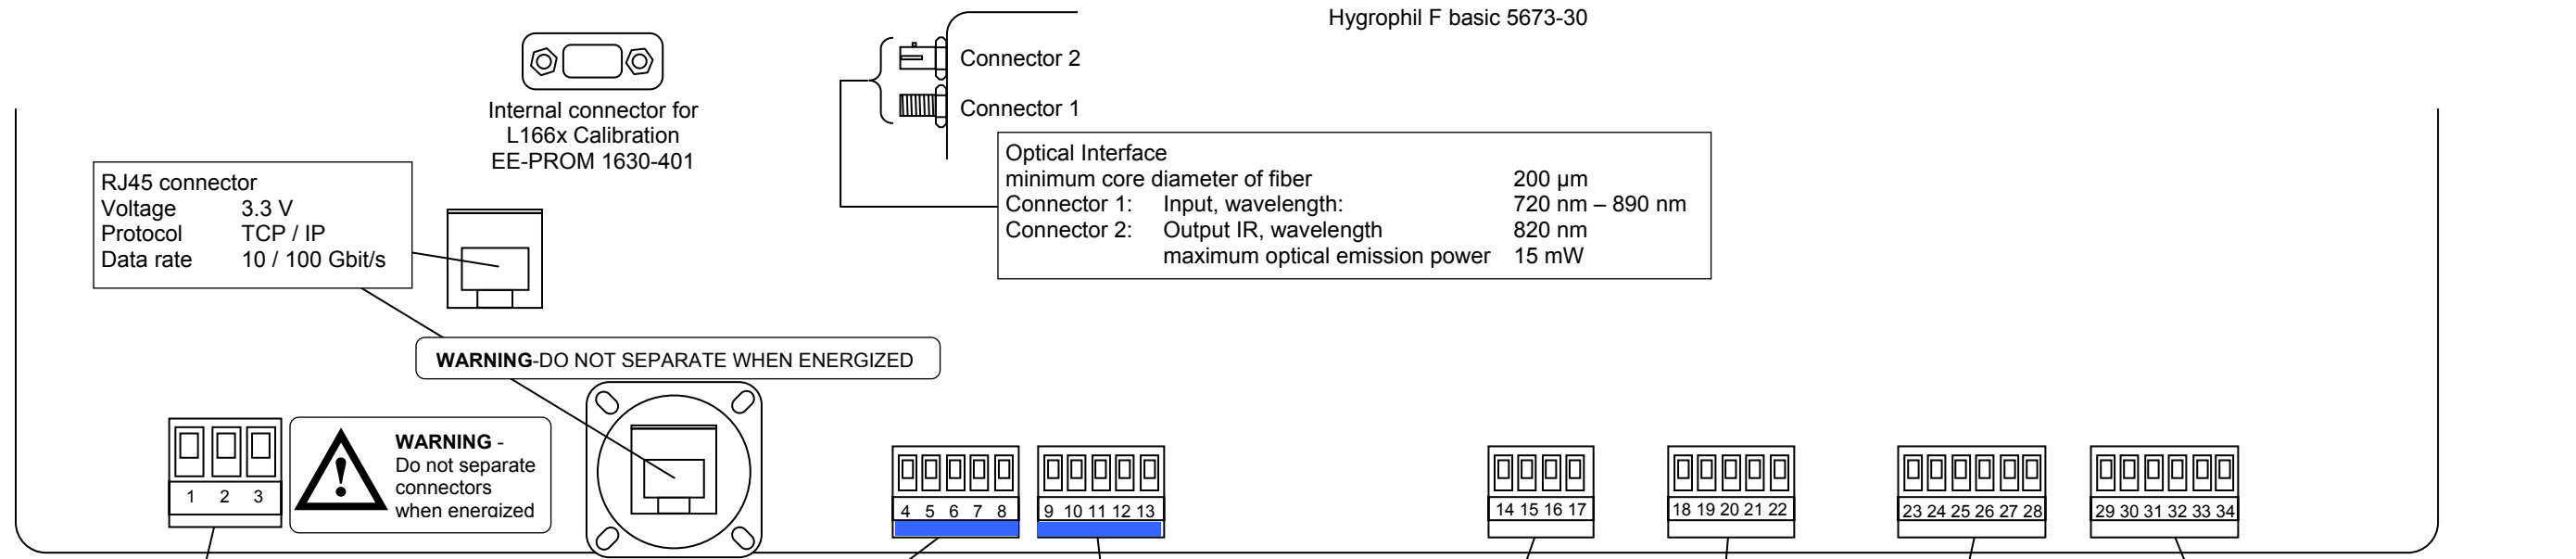 Hygrophil F basic 5673-30
Connector 2
Connector 1
Internal connector for
L166x Calibration
EE-PROM 1630-401
Optical Interface
minimum core diameter of fiber 200 µm
Connector 1: Input, wavelength: 720 nm – 890 nm
Connector 2: Output IR, wavelength 820 nm
maximum optical emission power 15 mW
RJ45 connector
Voltage 3.3 V
Protocol TCP / IP
Data rate 10 / 100 Gbit/s
WARNING-DO NOT SEPARATE WHEN ENERGIZED
WARNING -
Do not separate
connectors
when energized
1 2 3
4 5 6 7 8
9 10 11 12 13
14 15 16 17
18 19 20 21 22
23 24 25 26 27 28
29 30 31 32 33 34